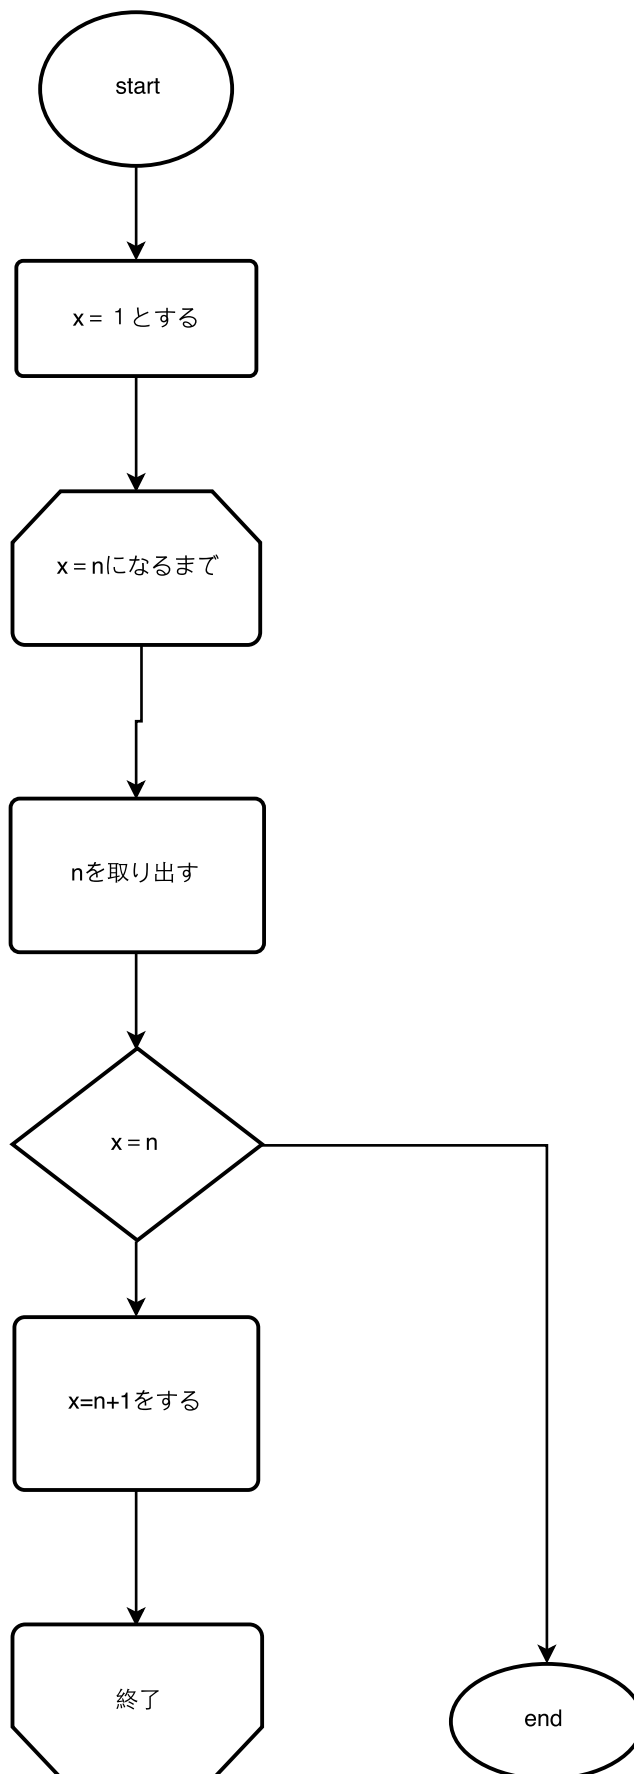 start
x = １とする
x = nになるまで
nを取り出す
x = n
x=n+1をする
終了
end